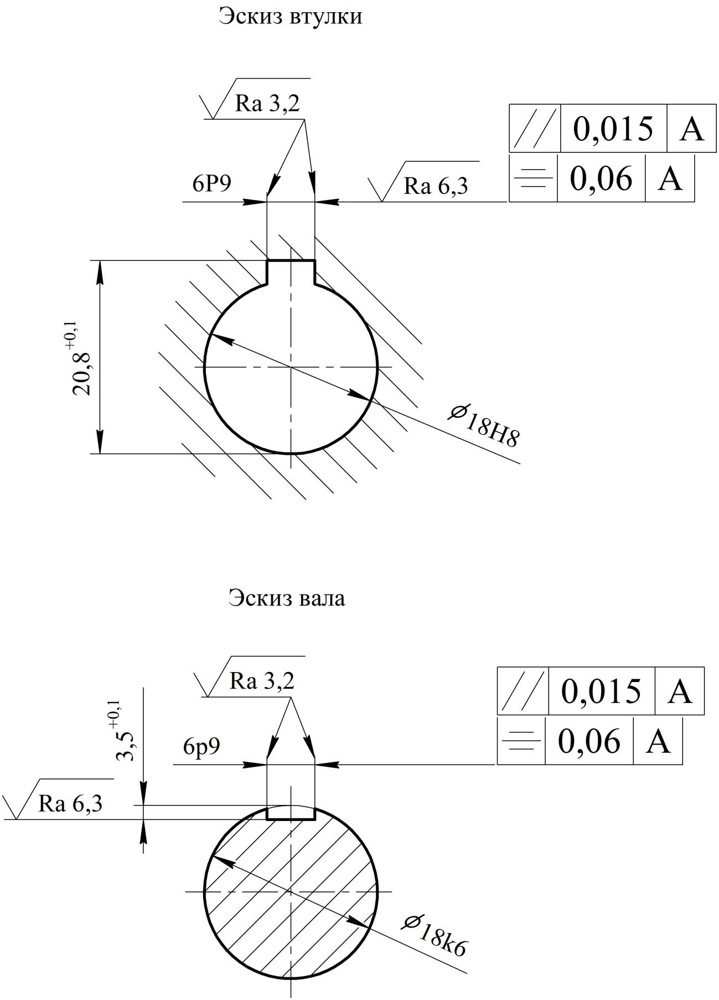 Эскиз втулки
Ra 3,2
// 0,015 A
6P9
Ra 6,3
0,06 A
20,8 +0,1
⌀18H8
Эскиз вала
Ra 3,2
// 0,015 A
3,5 +0,1
6p9
0,06 A
Ra 6,3
⌀18k6